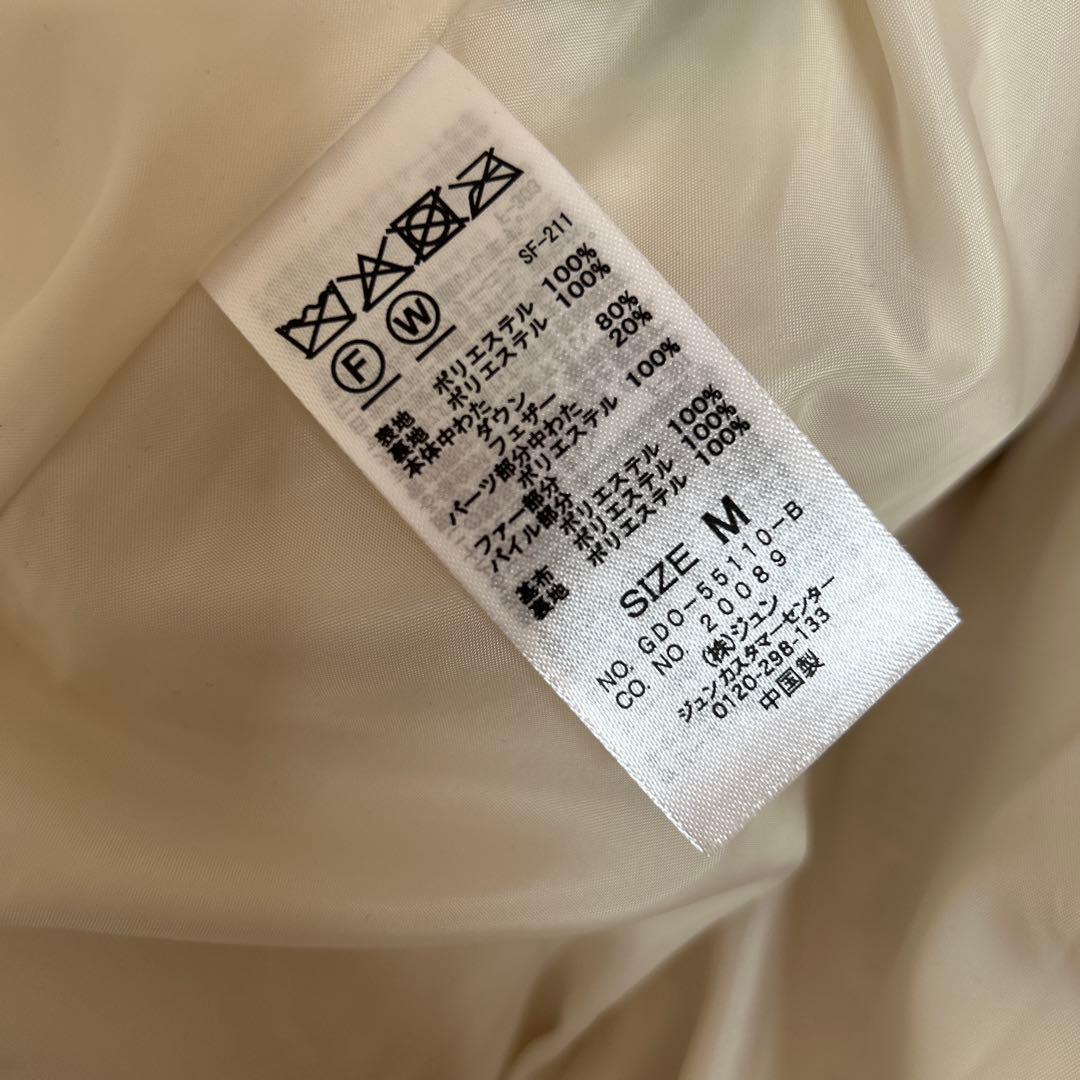 SF-211
Ⓕ Ⓦ
表地 ポリエステル 100%
裏地 ポリエステル 100%
本体中わた
ダウン 80%
フェザー 20%
パーツ部分中わた
ポリエステル 100%
ファー部分
パイル部分 ポリエステル 100%
基布 ポリエステル 100%
裏地 ポリエステル 100%
SIZE M
NO. GDO-55110-B
CO. NO 20089
(株)ジュン
ジュン カスタマーセンター
0120-298-133
中国製